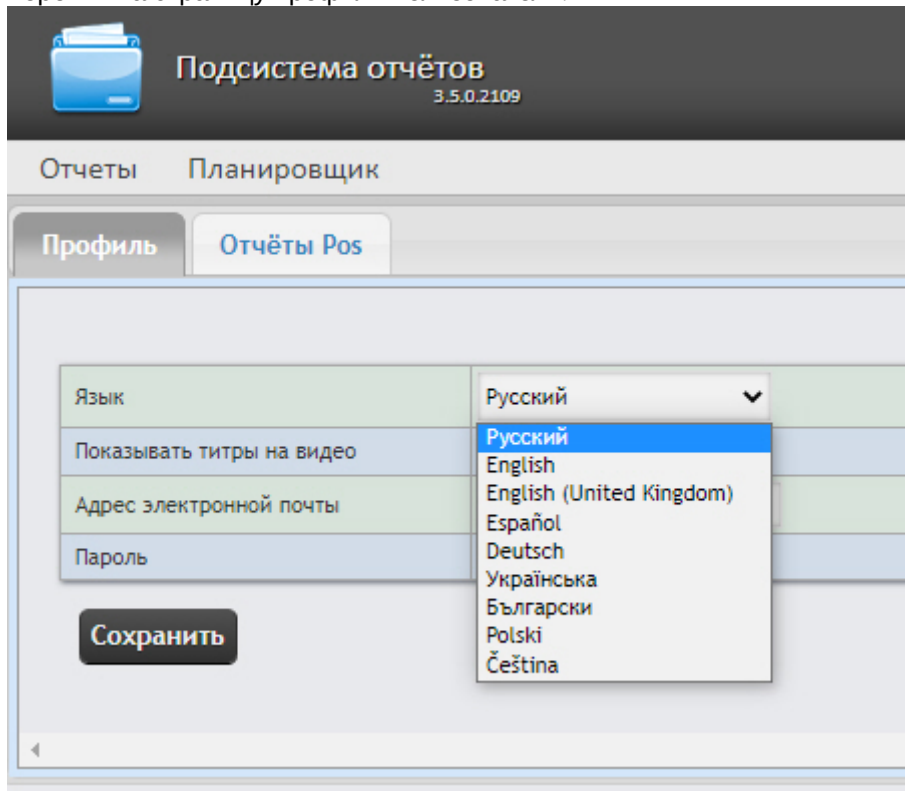 Подсистема отчётов
3.5.0.2109
Отчеты Планировщик
Профиль Отчёты Pos
Язык Русский
Показывать титры на видео
Адрес электронной почты
Пароль
Русский
English
English (United Kingdom)
Español
Deutsch
Українська
Български
Polski
Čeština
Сохранить